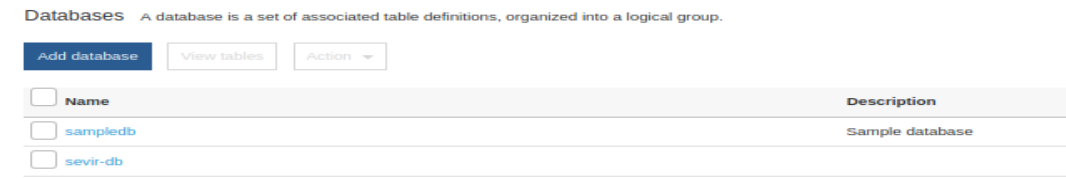 Databases A database is a set of associated table definitions, organized into a logical group.
Add database View tables Action
Name Description
sampledb Sample database
sevir-db